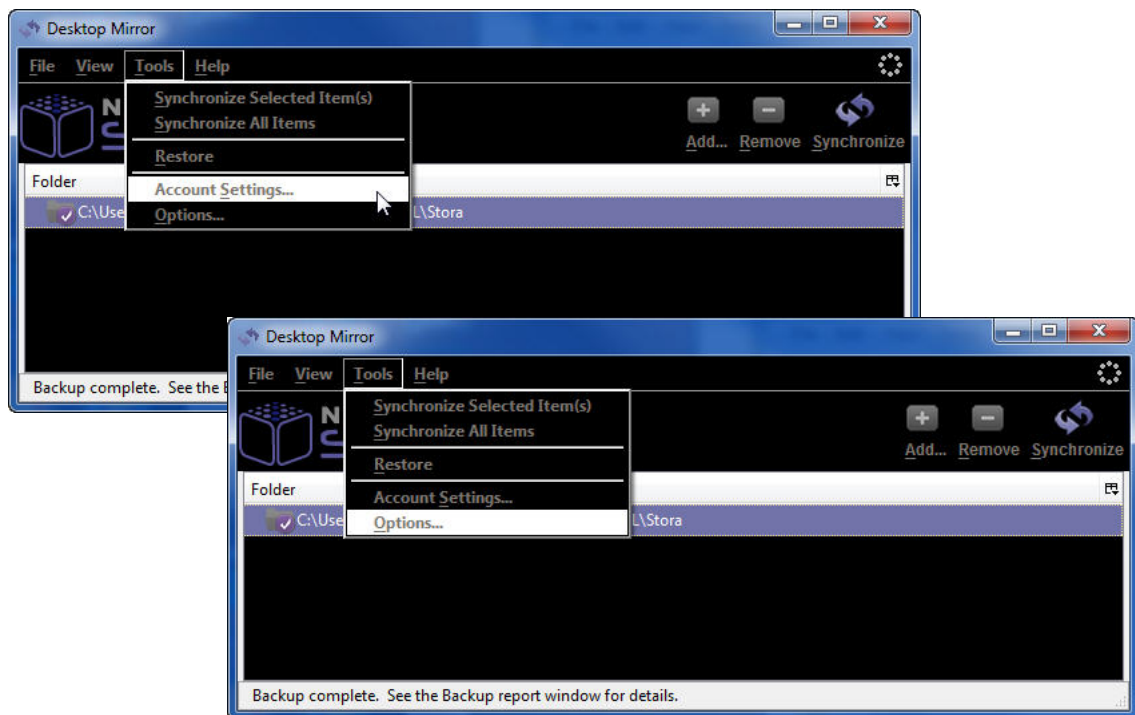 Desktop Mirror
File View Tools Help
Synchronize Selected Item(s)
Synchronize All Items
Restore
Account Settings...
Options...
N
Add... Remove Synchronize
Folder
C:\Use L\Stora
Backup complete. See the
Desktop Mirror
File View Tools Help
Synchronize Selected Item(s)
Synchronize All Items
Restore
Account Settings...
Options...
N
Add... Remove Synchronize
Folder
C:\Use L\Stora
Backup complete. See the Backup report window for details.